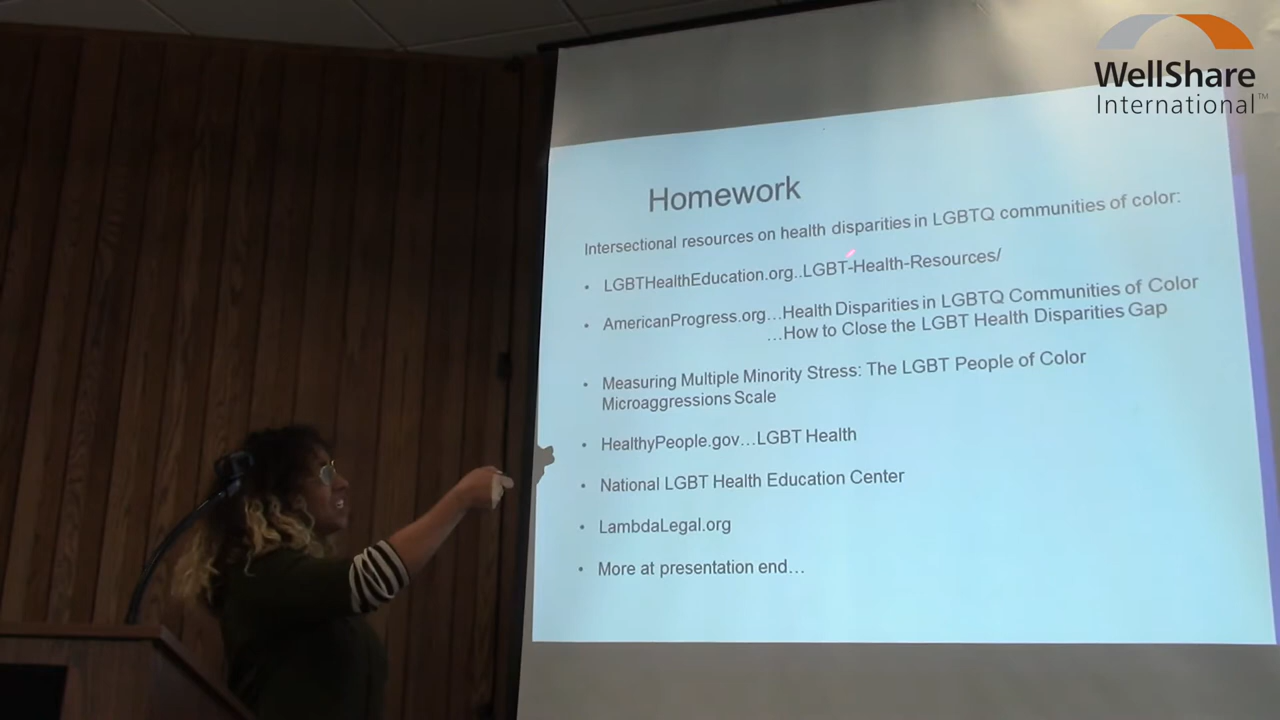 WellShare
International™
Homework
Intersectional resources on health disparities in LGBTQ communities of color:
• LGBTHealthEducation.org..LGBT-Health-Resources/
• AmericanProgress.org…Health Disparities in LGBTQ Communities of Color
…How to Close the LGBT Health Disparities Gap
• Measuring Multiple Minority Stress: The LGBT People of Color
Microaggressions Scale
• HealthyPeople.gov…LGBT Health
• National LGBT Health Education Center
• LambdaLegal.org
• More at presentation end…